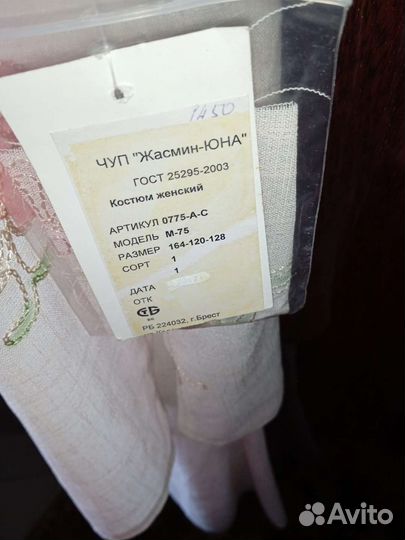 1450
ЧУП "Жасмин-ЮНА"
ГОСТ 25295-2003
Костюм женский
АРТИКУЛ 0775-А-С
МОДЕЛЬ М-75
РАЗМЕР 164-120-128
СОРТ 1
ДАТА 1
ОТК
РБ 224032, г.Брест
Avito